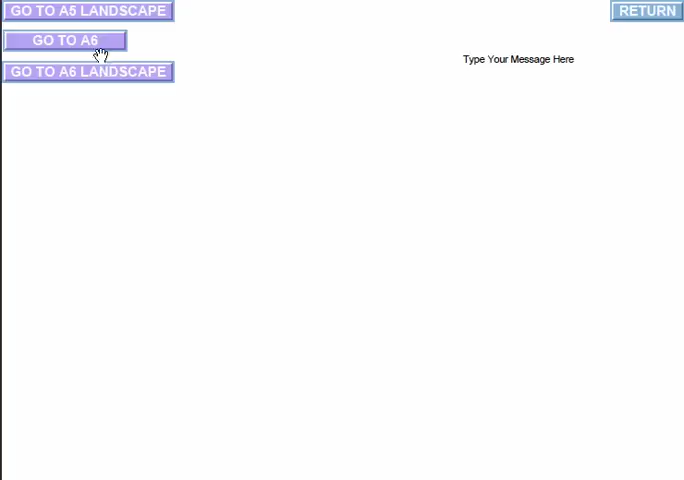 GO TO A5 LANDSCAPE
RETURN
GO TO A6
Type Your Message Here
GO TO A6 LANDSCAPE